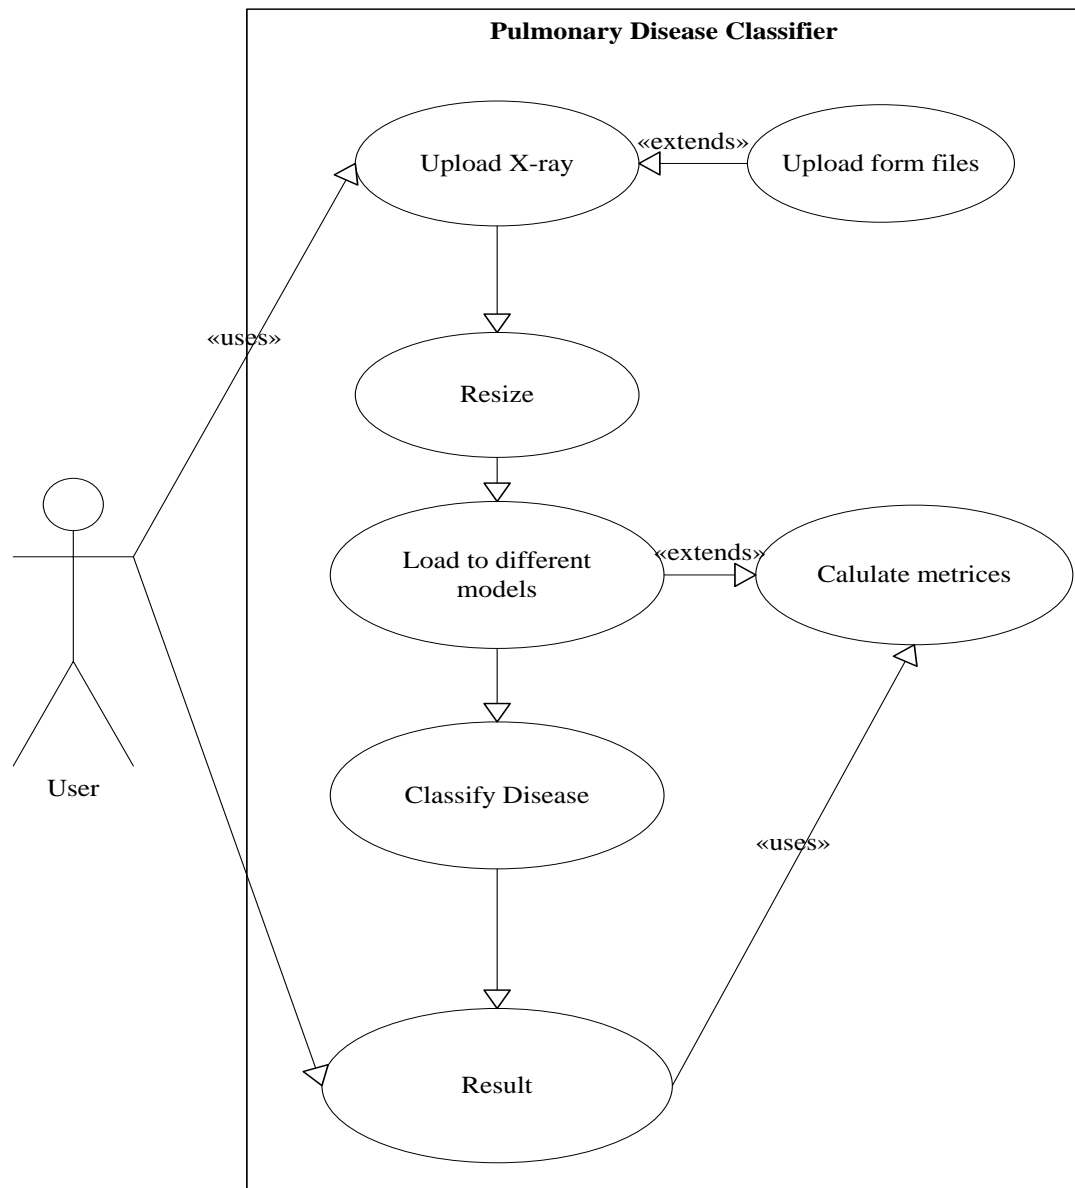 Pulmonary Disease Classifier
Upload X-ray
«extends»
Upload form files
«uses»
Resize
Load to different
models
«extends»
Calulate metrices
User
Classify Disease
«uses»
Result